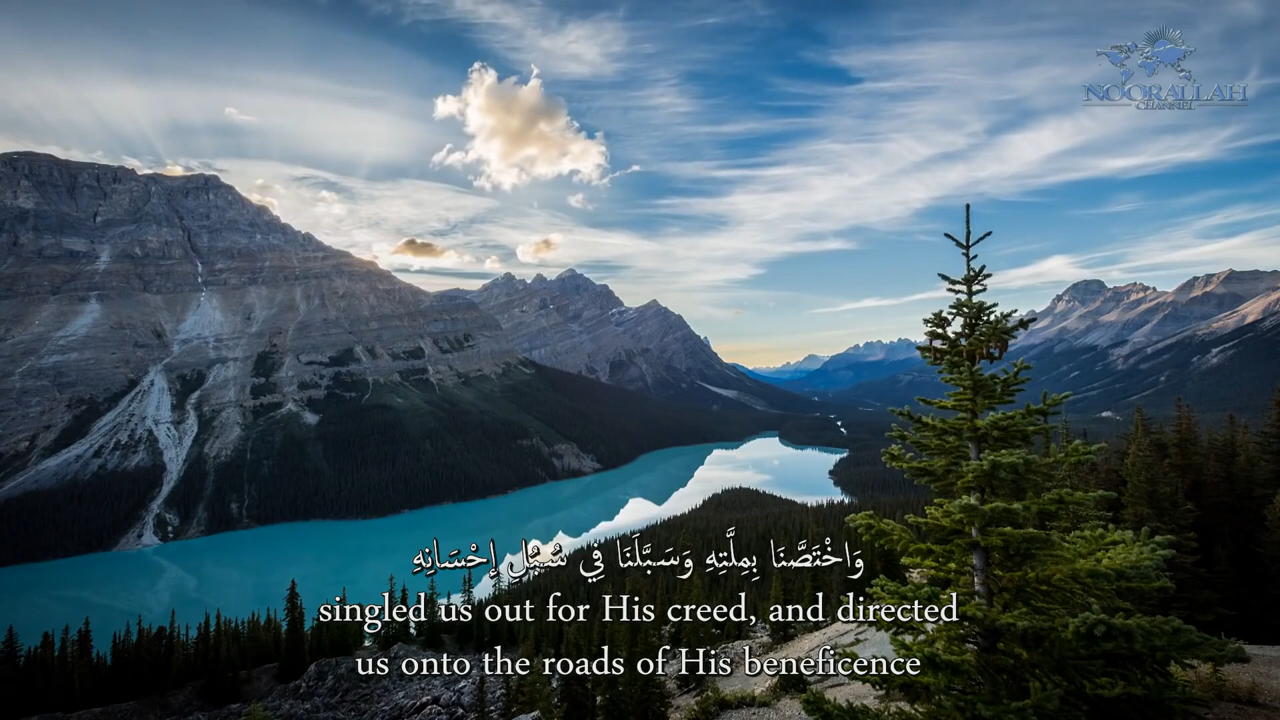 NOORALLAH
CHANNEL
وَاخْتَصَّنَا بِمِلَّتِهِ وَسَبَّلَنَا فِي سُبُلِ إِحْسَانِهِ
singled us out for His creed, and directed
us onto the roads of His beneficence